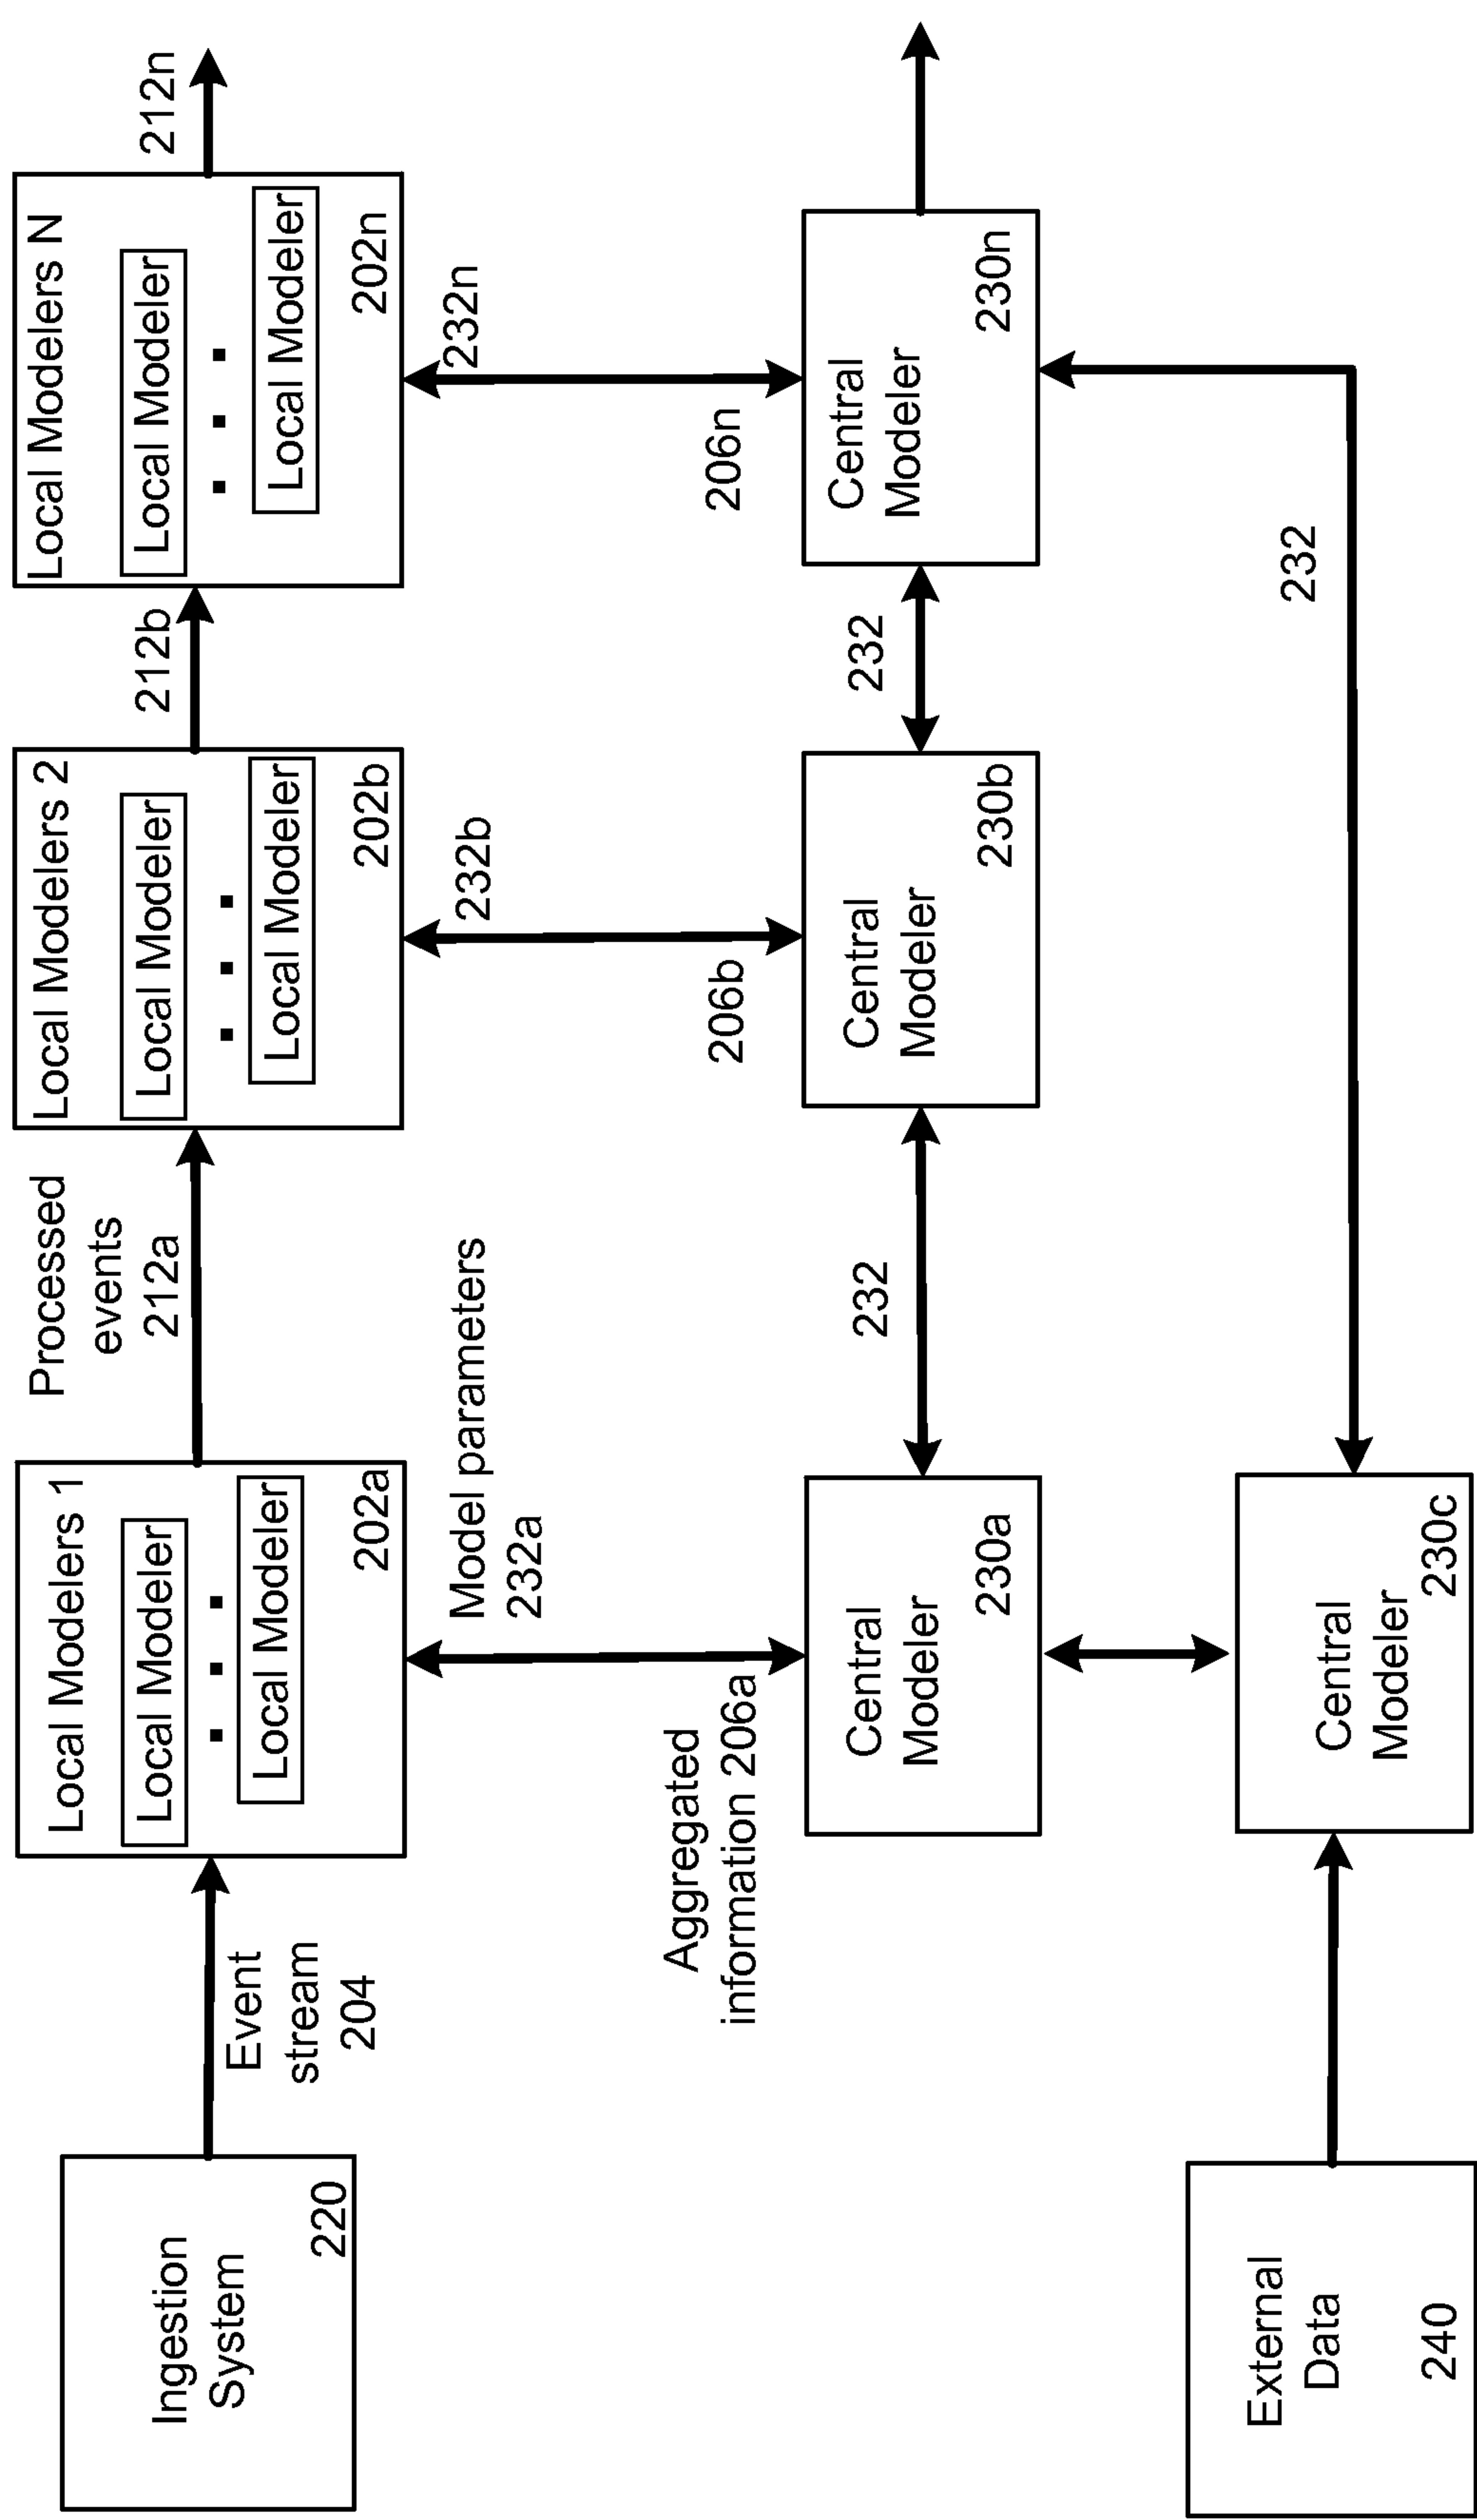 Ingestion
System
220
Event
stream
204
Local Modelers 1
Local Modeler
Local Modeler
202a
Processed
events
212a
Local Modelers 2
Local Modeler
Local Modeler
202b
212b
Local Modelers N
Local Modeler
Local Modeler
202n
212n
Aggregated
information 206a
Model parameters
232a
206b
232b
206n
232n
Central
Modeler
230a
232
Central
Modeler
230b
232
Central
Modeler
230n
External
Data
240
Central
Modeler
230c
232